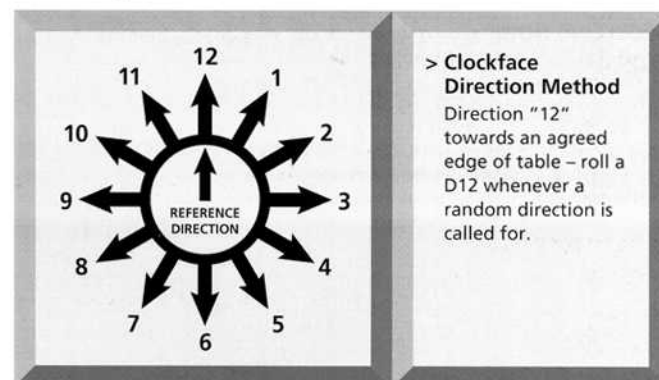 12
11
1
10
2
9
3
8
4
7
5
6
REFERENCE
DIRECTION
> Clockface
Direction Method
Direction "12"
towards an agreed
edge of table – roll a
D12 whenever a
random direction is
called for.